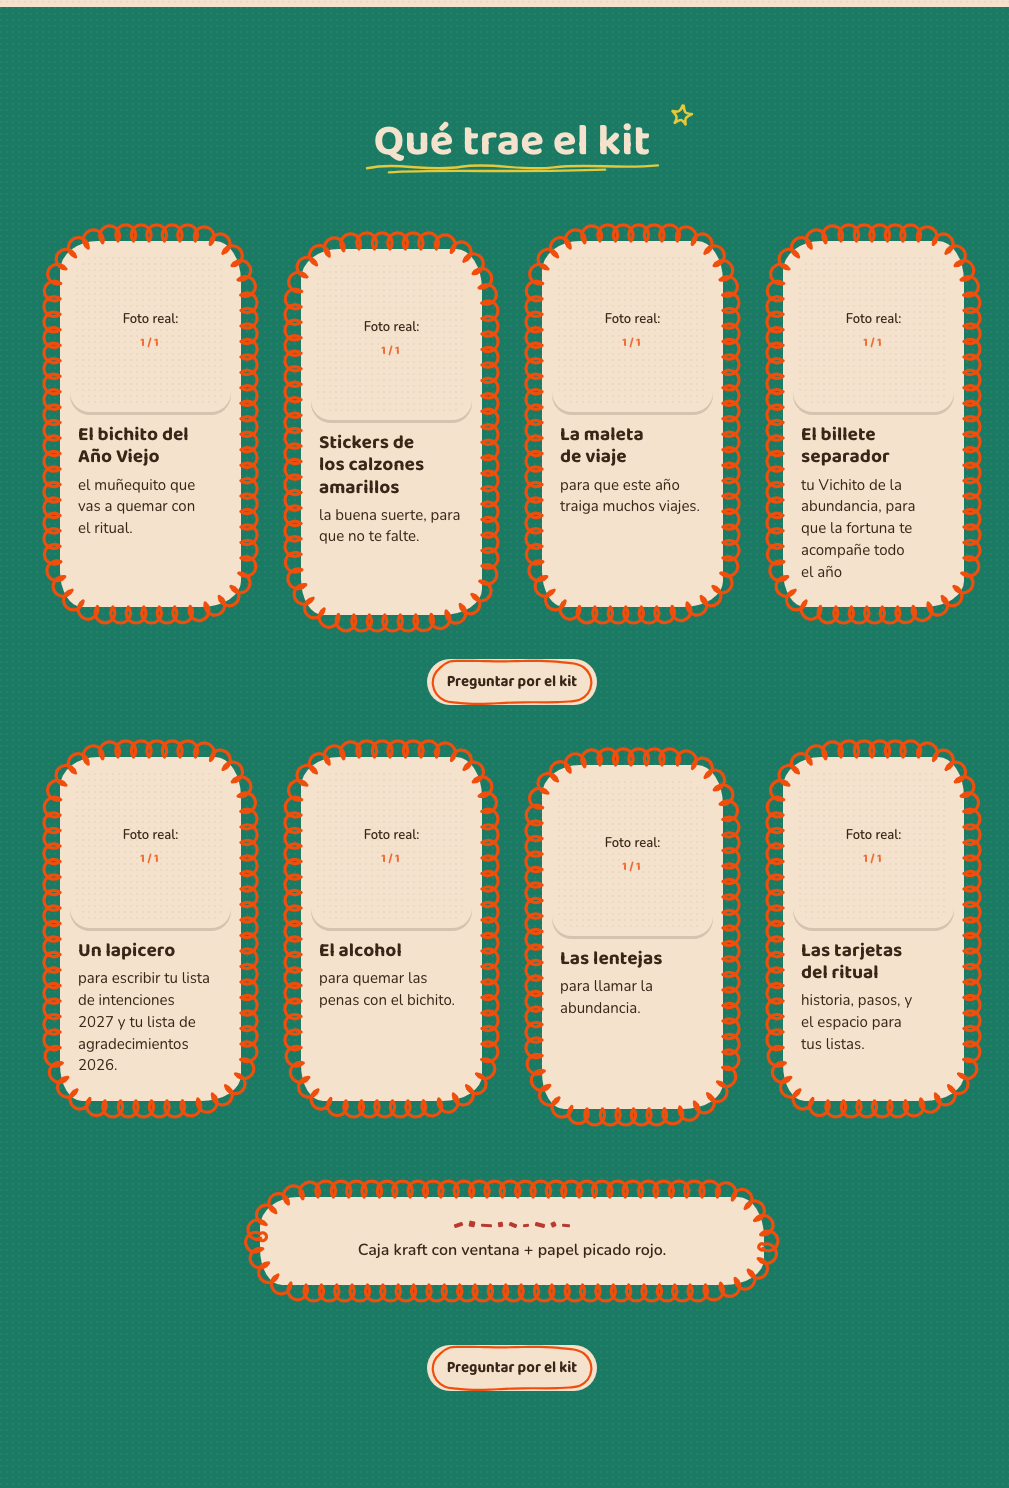 Qué trae el kit
Foto real:
1/1
El bichito del
Año Viejo
el muñequito que
vas a quemar con
el ritual.
Foto real:
1/1
Stickers de
los calzones
amarillos
la buena suerte, para
que no te falte.
Foto real:
1/1
La maleta
de viaje
para que este año
traiga muchos viajes.
Foto real:
1/1
El billete
separador
tu Vichito de la
abundancia, para
que la fortuna te
acompañe todo
el año
Preguntar por el kit
Foto real:
1/1
Un lapicero
para escribir tu lista
de intenciones
2027 y tu lista de
agradecimientos
2026.
Foto real:
1/1
El alcohol
para quemar las
penas con el bichito.
Foto real:
1/1
Las lentejas
para llamar la
abundancia.
Foto real:
1/1
Las tarjetas
del ritual
historia, pasos, y
el espacio para
tus listas.
Caja kraft con ventana + papel picado rojo.
Preguntar por el kit